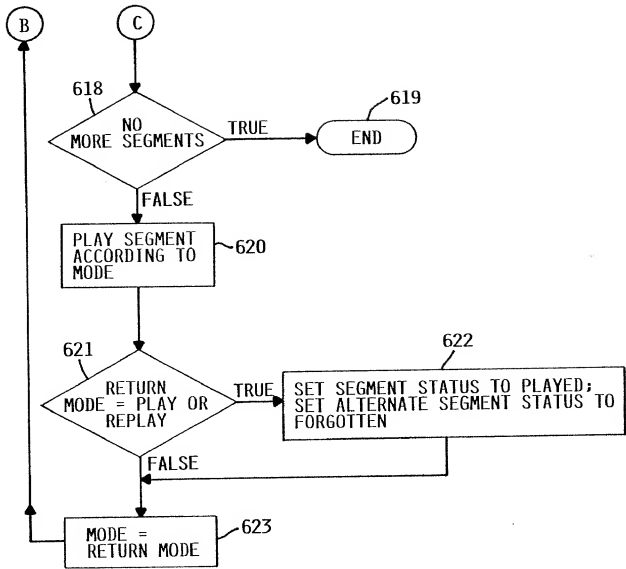 B
C
618
NO
MORE SEGMENTS
TRUE
619
END
FALSE
PLAY SEGMENT
ACCORDING TO
MODE
620
621
RETURN
MODE = PLAY OR
REPLAY
TRUE
622
SET SEGMENT STATUS TO PLAYED;
SET ALTERNATE SEGMENT STATUS TO
FORGOTTEN
FALSE
MODE =
RETURN MODE
623